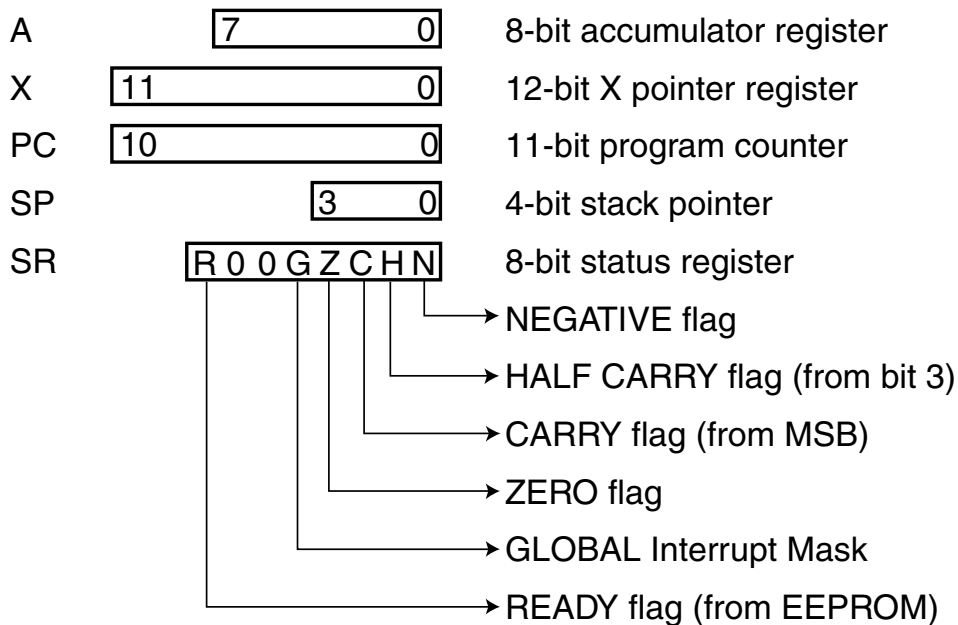 A 7 0 8-bit accumulator register
X 11 0 12-bit X pointer register
PC 10 0 11-bit program counter
SP 3 0 4-bit stack pointer
SR R 0 0 G Z C H N 8-bit status register
NEGATIVE flag
HALF CARRY flag (from bit 3)
CARRY flag (from MSB)
ZERO flag
GLOBAL Interrupt Mask
READY flag (from EEPROM)